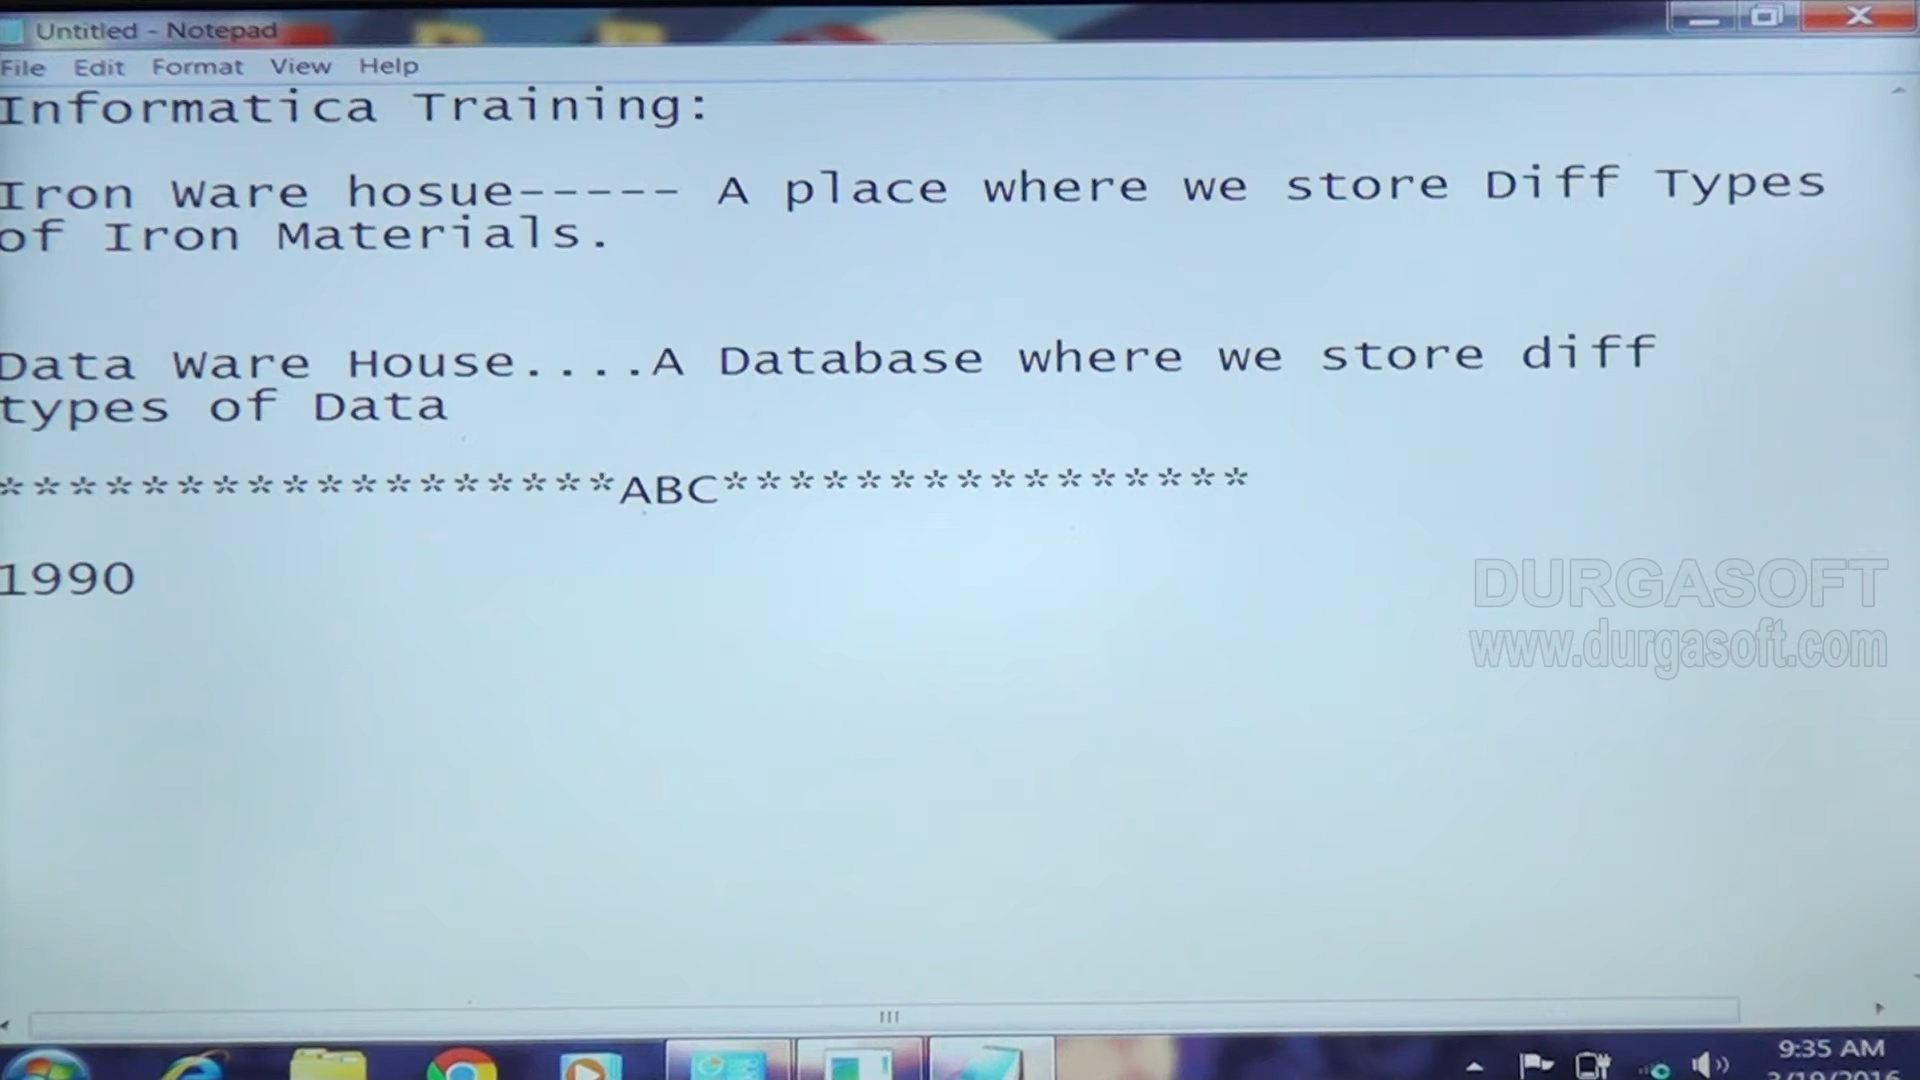 Untitled - Notepad
File Edit Format View Help
Informatica Training:
Iron Ware hosue----- A place where we store Diff Types
of Iron Materials.
Data Ware House....A Database where we store diff
types of Data
******************ABC****************
1990
DURGASOFT
www.durgasoft.com
9:35 AM